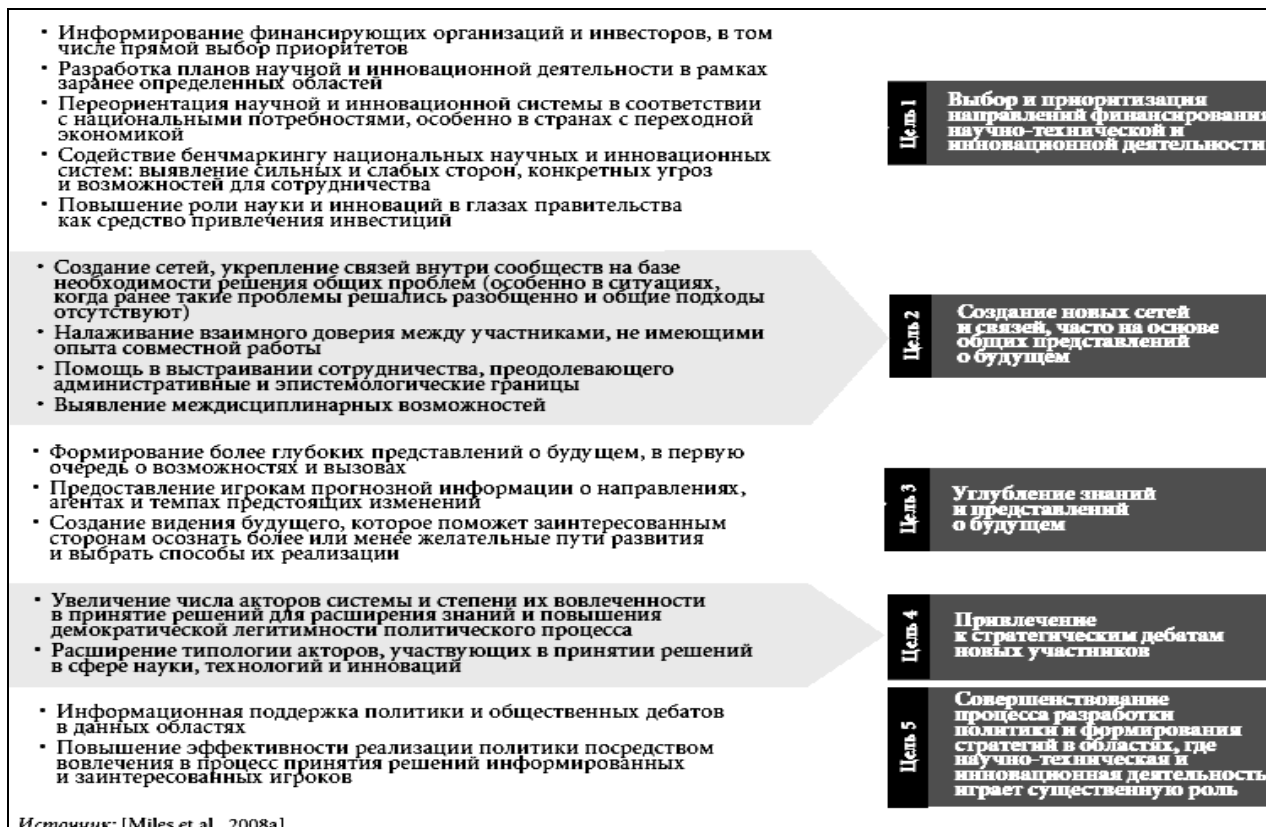 • Информирование финансирующих организаций и инвесторов, в том
числе прямой выбор приоритетов
• Разработка планов научной и инновационной деятельности в рамках
заранее определенных областей
• Переориентация научной и инновационной системы в соответствии
с национальными потребностями, особенно в странах с переходной
экономикой
• Содействие бенчмаркингу национальных научных и инновационных
систем: выявление сильных и слабых сторон, конкретных угроз
и возможностей для сотрудничества
• Повышение роли науки и инноваций в глазах правительства
как средство привлечения инвестиций
Цель 1
Выбор и приоритизация
направлений финансирования
научно-технической и
инновационной деятельности
• Создание сетей, укрепление связей внутри сообществ на базе
необходимости решения общих проблем (особенно в ситуациях,
когда ранее такие проблемы решались разобщенно и общие подходы
отсутствуют)
• Налаживание взаимного доверия между участниками, не имеющими
опыта совместной работы
• Помощь в выстраивании сотрудничества, преодолевающего
административные и эпистемологические границы
• Выявление междисциплинарных возможностей
Цель 2
Создание новых сетей
и связей, часто на основе
общих представлений
о будущем
• Формирование более глубоких представлений о будущем, в первую
очередь о возможностях и вызовах
• Предоставление игрокам прогнозной информации о направлениях,
агентах и темпах предстоящих изменений
• Создание видения будущего, которое поможет заинтересованным
сторонам осознать более или менее желательные пути развития
и выбрать способы их реализации
Цель 3
Углубление знаний
и представлений
о будущем
• Увеличение числа акторов системы и степени их вовлеченности
в принятие решений для расширения знаний и повышения
демократической легитимности политического процесса
• Расширение типологии акторов, участвующих в принятии решений
в сфере науки, технологий и инноваций
Цель 4
Привлечение
к стратегическим дебатам
новых участников
• Информационная поддержка политики и общественных дебатов
в данных областях
• Повышение эффективности реализации политики посредством
вовлечения в процесс принятия решений информированных
и заинтересованных игроков
Цель 5
Совершенствование
процесса разработки
политики и формирования
стратегий в областях, где
научно-техническая и
инновационная деятельность
играет существенную роль
Источник: [Miles et al., 2008a]